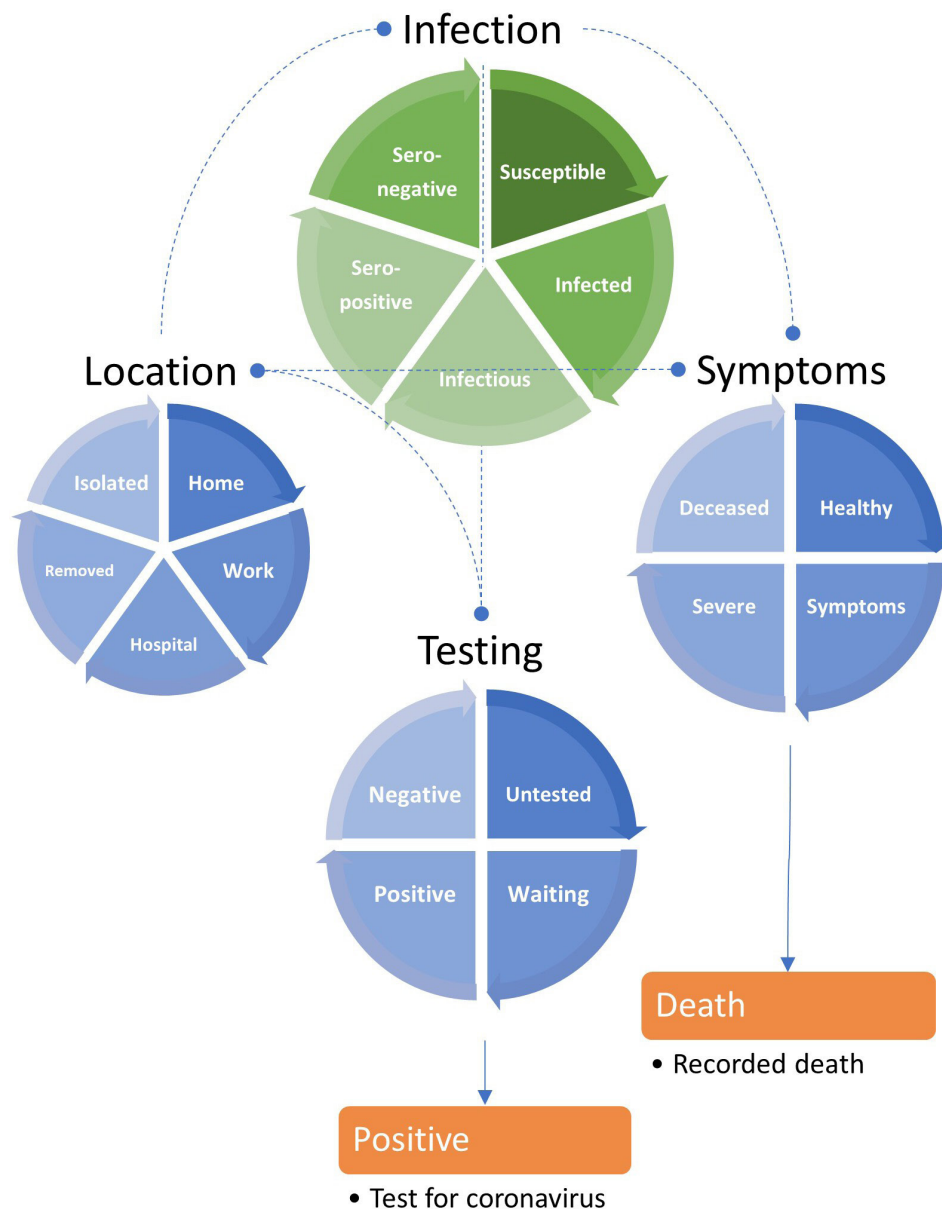 Infection
Sero-
negative
Susceptible
Sero-
positive
Infected
Infectious
Location
Symptoms
Isolated
Home
Removed
Work
Hospital
Deceased
Healthy
Severe
Symptoms
Testing
Negative
Untested
Positive
Waiting
Death
• Recorded death
Positive
• Test for coronavirus